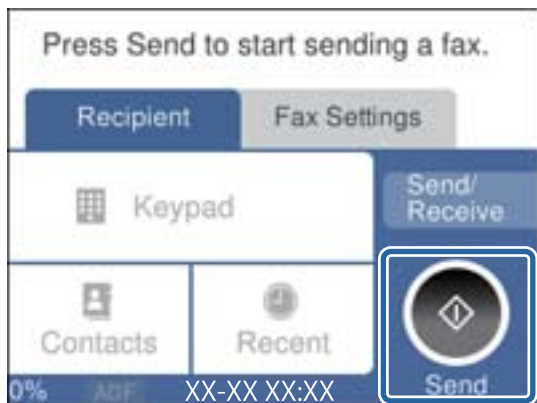 Press Send to start sending a fax.
Recipient
Fax Settings
Keypad
Send/
Receive
Contacts
Recent
0%
ADF
XX-XX XX:XX
Send